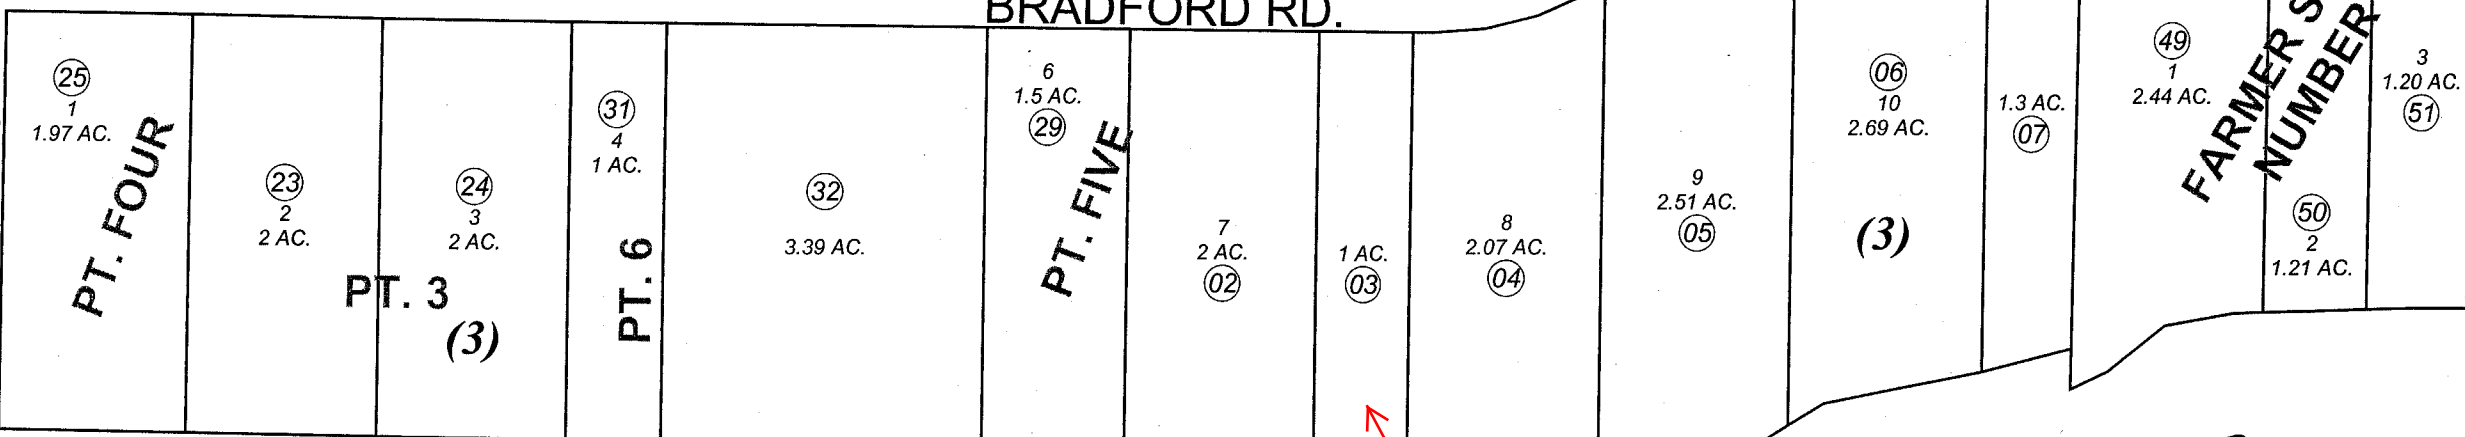 BRADFORD RD.
25
1
1.97 AC.
PT. FOUR
23
2
2 AC.
PT. 3
(3)
24
3
2 AC.
31
4
1 AC.
PT. 6
32
3.39 AC.
6
1.5 AC.
29
PT. FIVE
7
2 AC.
02
1 AC.
03
8
2.07 AC.
04
9
2.51 AC.
05
06
10
2.69 AC.
(3)
1.3 AC.
07
49
1
2.44 AC.
FARMER S
NUMBER
50
2
1.21 AC.
3
1.20 AC.
51